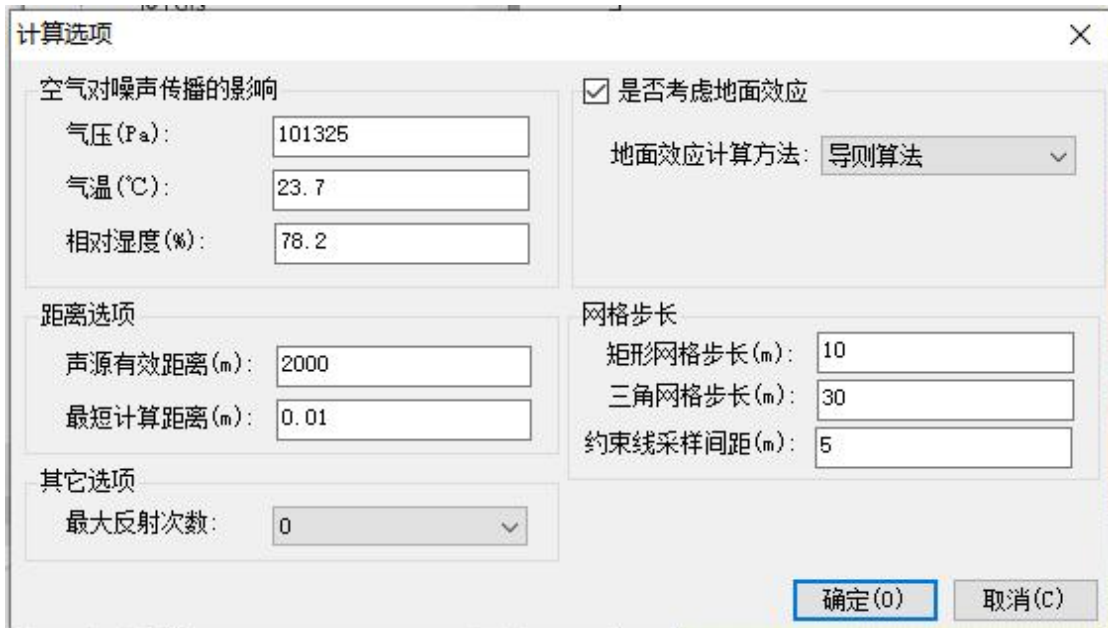 计算选项
空气对噪声传播的影响
气压(Pa): 101325
气温(℃): 23.7
相对湿度(%): 78.2
是否考虑地面效应
地面效应计算方法: 导则算法
距离选项
声源有效距离(m): 2000
最短计算距离(m): 0.01
网格步长
矩形网格步长(m): 10
三角网格步长(m): 30
约束线采样间距(m): 5
其它选项
最大反射次数: 0
确定(O) 取消(C)